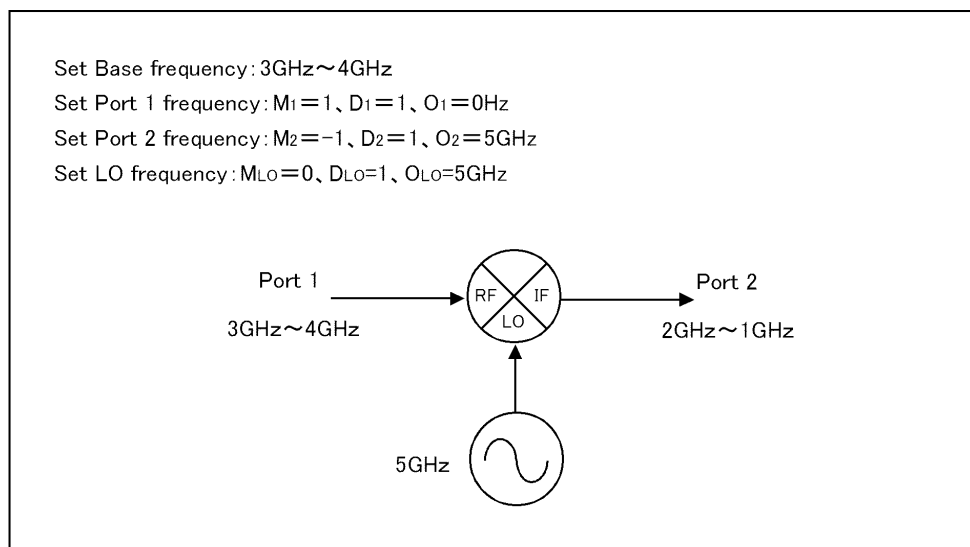 Set Base frequency:3GHz～4GHz
Set Port 1 frequency:M1＝1、D1＝1、O1＝0Hz
Set Port 2 frequency:M2＝-1、D2＝1、O2＝5GHz
Set LO frequency:MLO＝0、DLO=1、OLO=5GHz
Port 1
RF
IF
LO
Port 2
3GHz～4GHz
2GHz～1GHz
5GHz